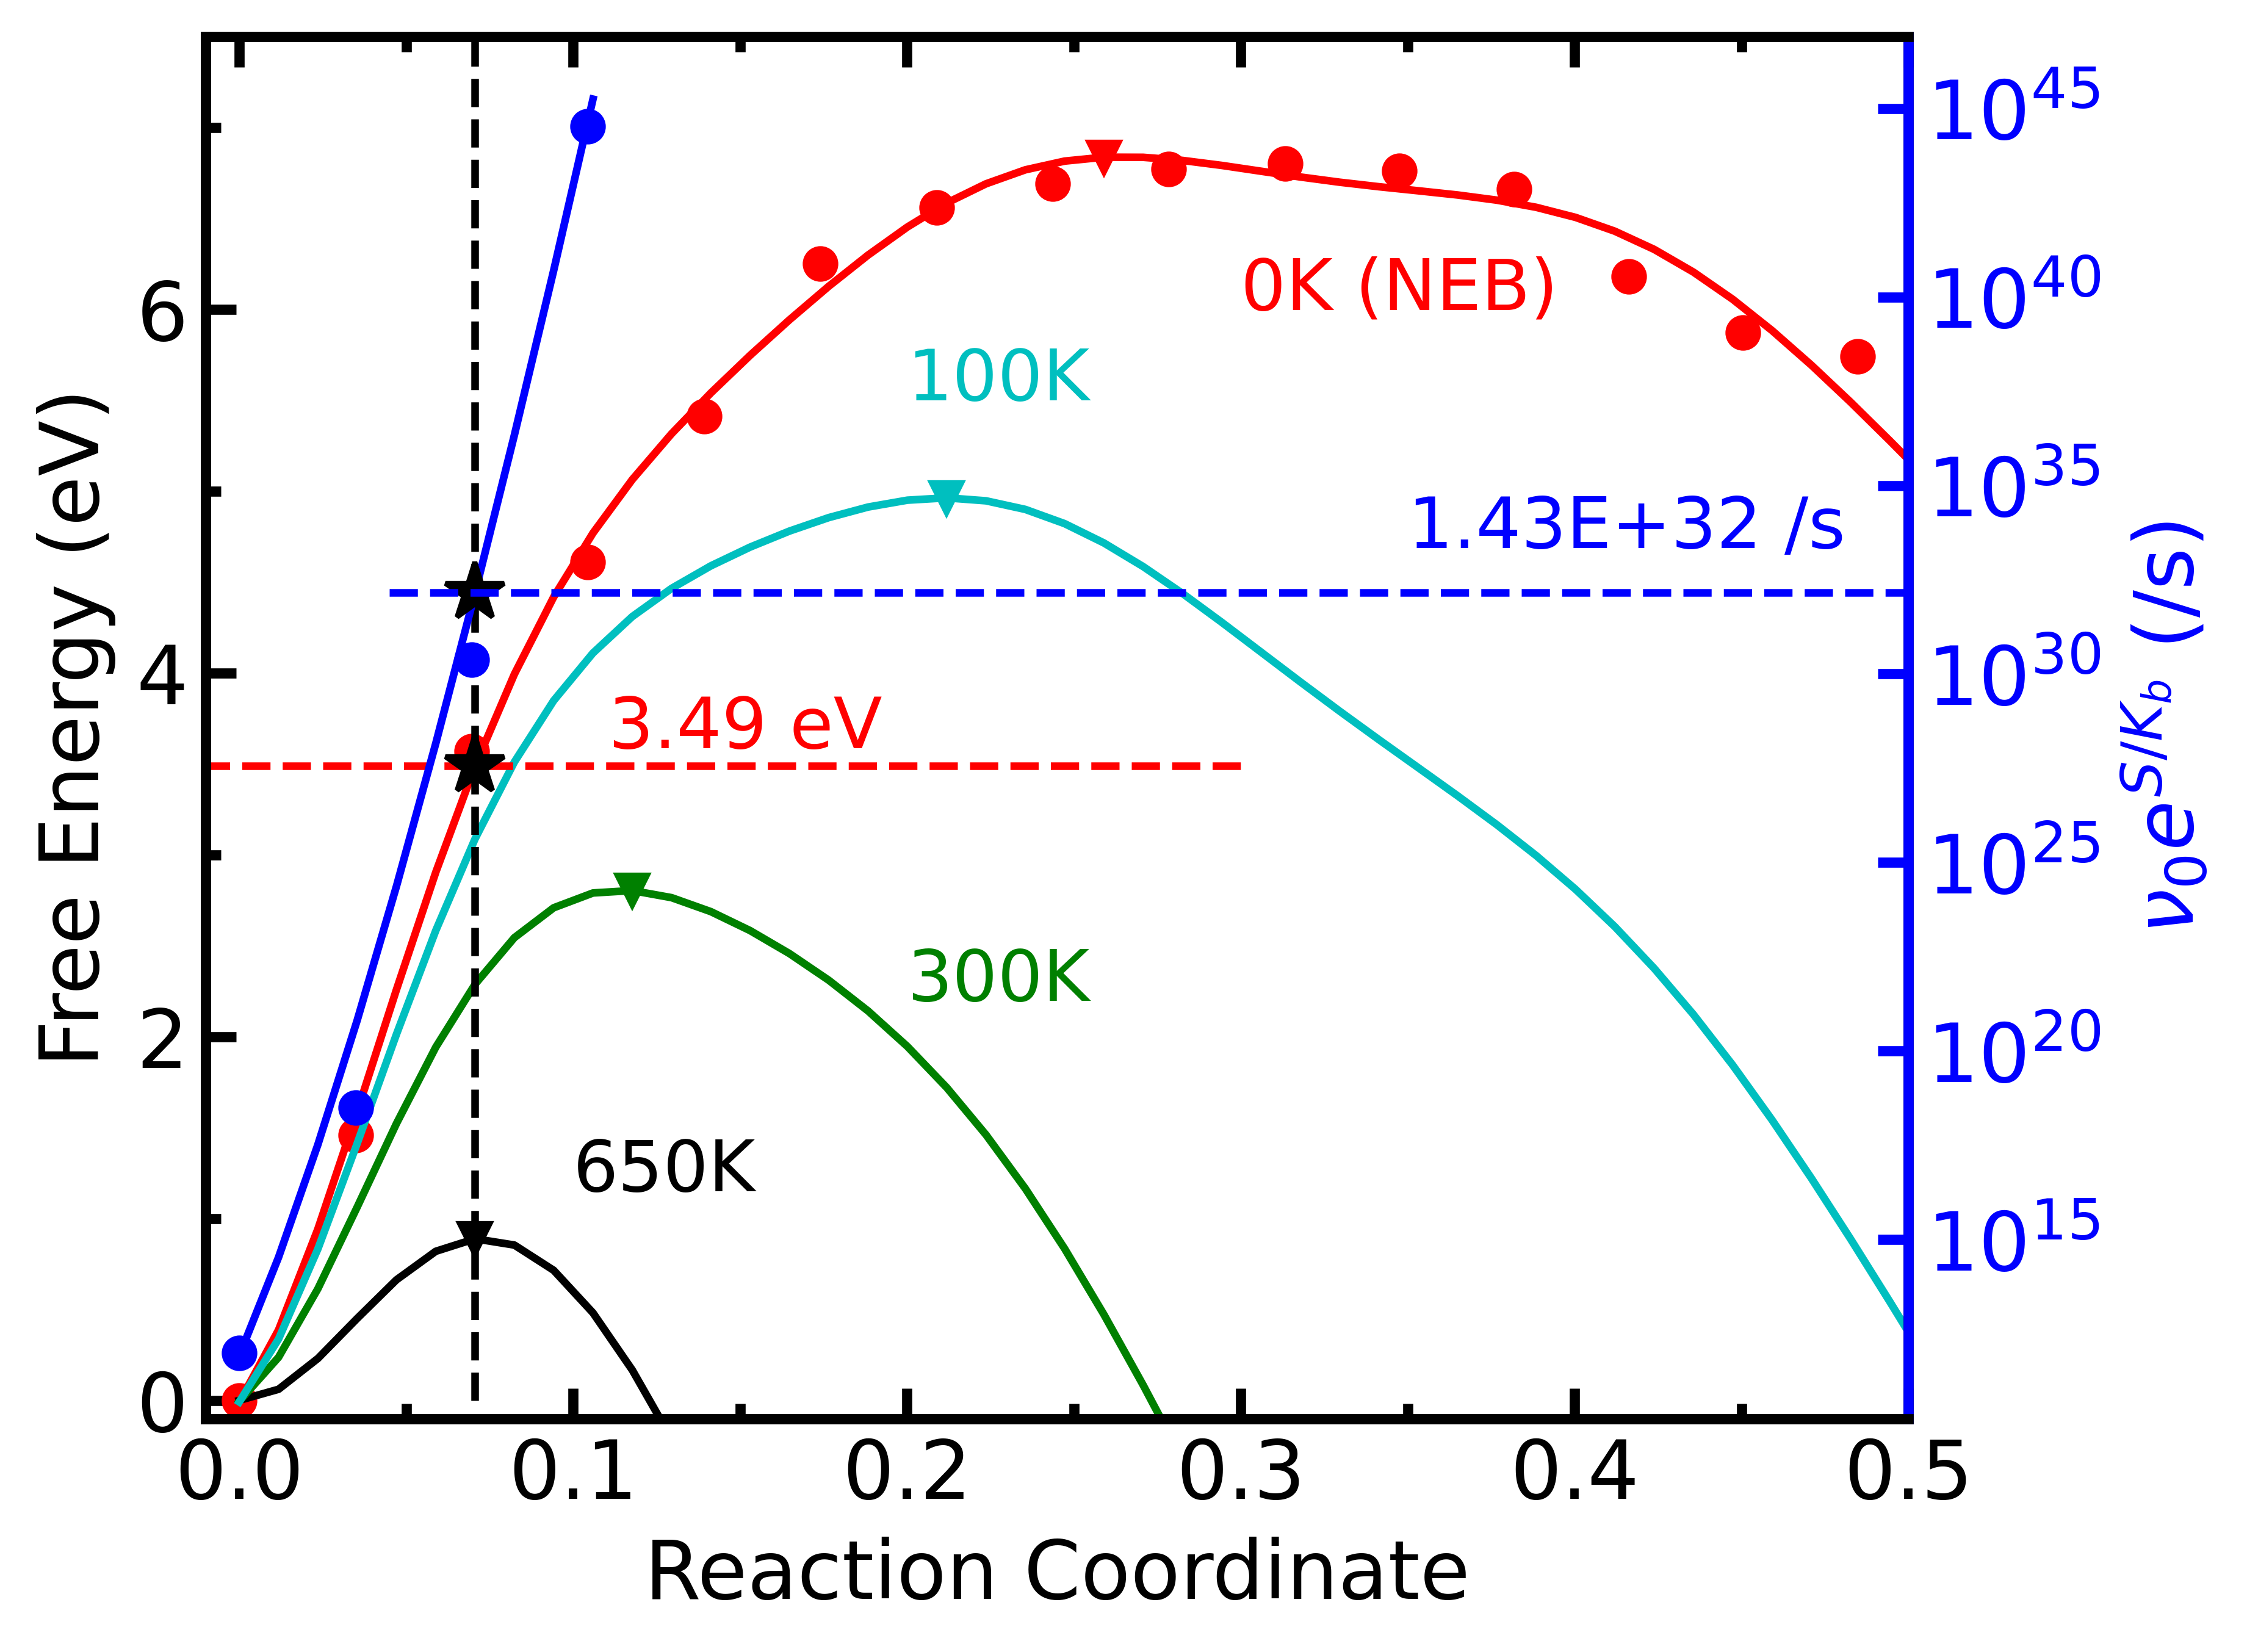 10^45
6
0K (NEB)
10^40
100K
10^35
1.43E+32 /s
Free Energy (eV)
ν₀e^{S/K_b} (/s)
4
10^30
3.49 eV
10^25
300K
2
10^20
650K
10^15
0
0.0 0.1 0.2 0.3 0.4 0.5
Reaction Coordinate